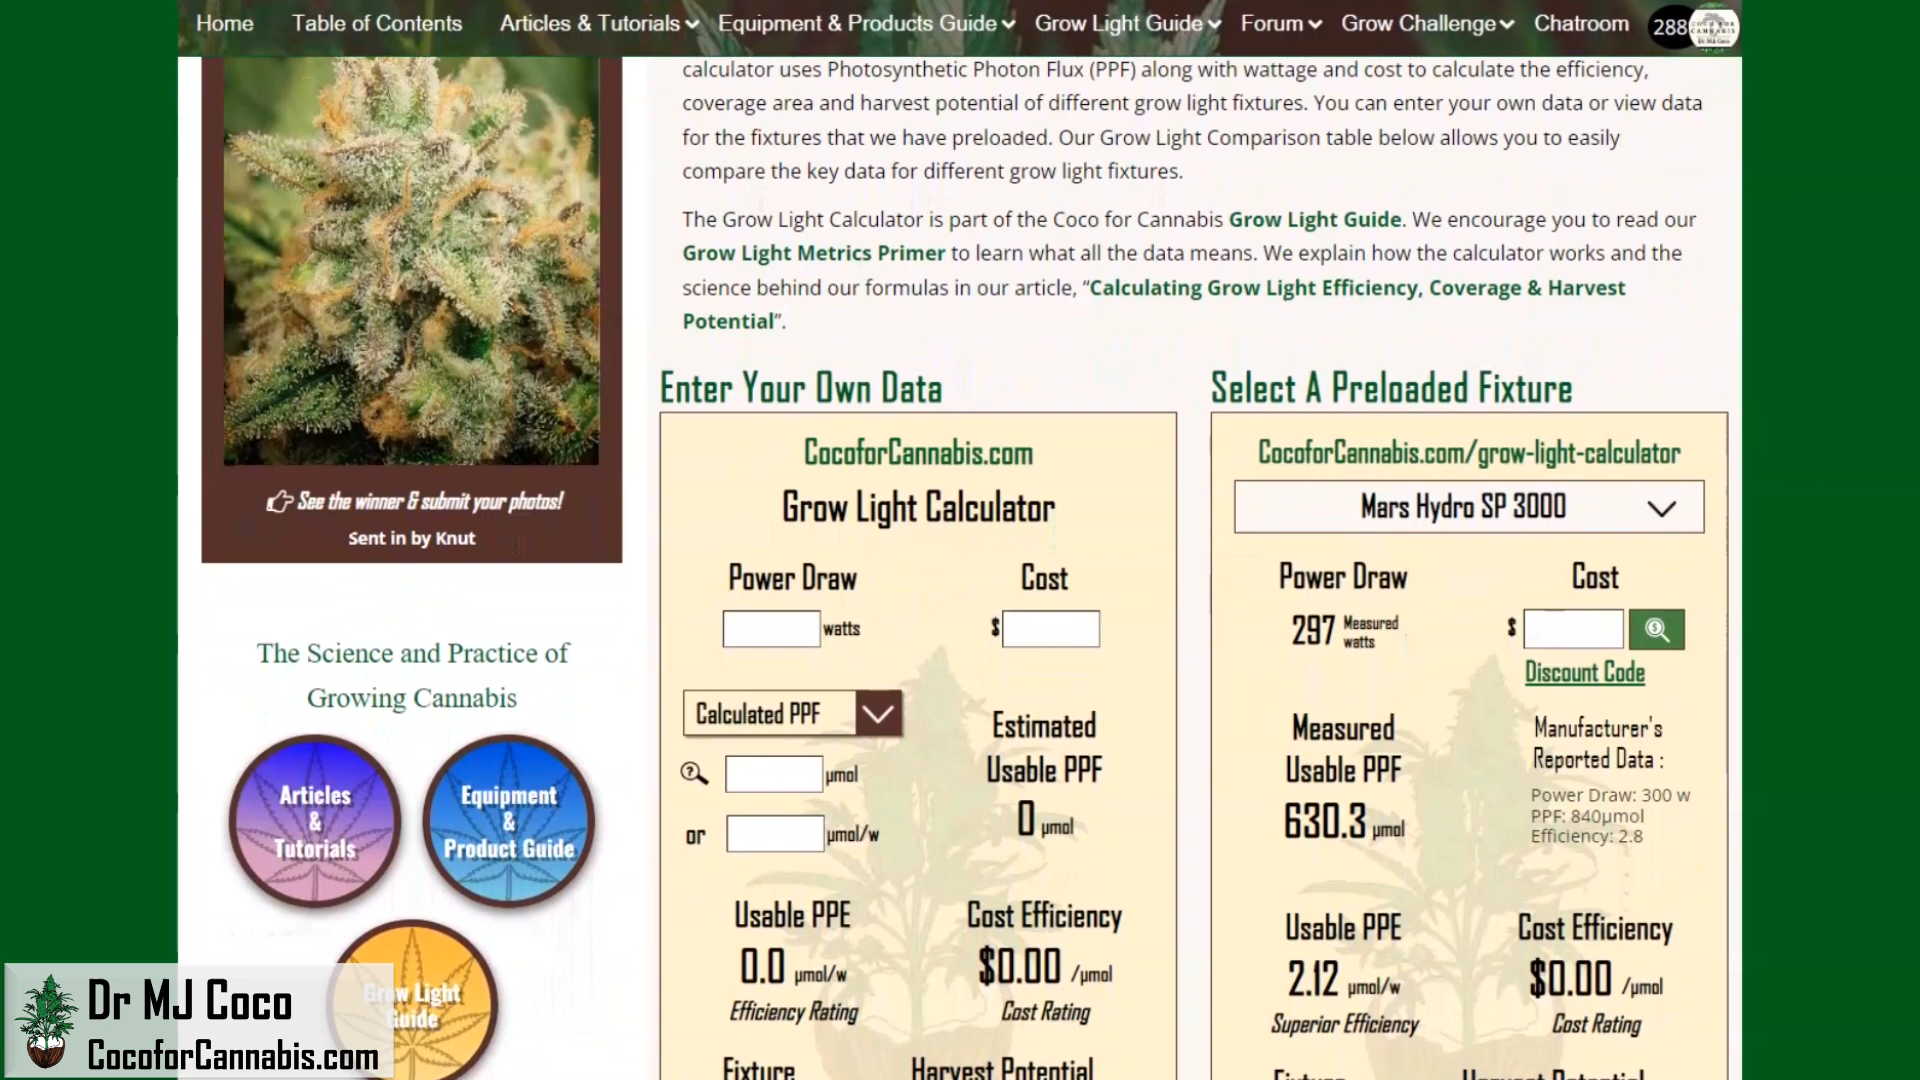 Home Table of Contents Articles & Tutorials Equipment & Products Guide Grow Light Guide Forum Grow Challenge Chatroom 288
calculator uses Photosynthetic Photon Flux (PPF) along with wattage and cost to calculate the efficiency,
coverage area and harvest potential of different grow light fixtures. You can enter your own data or view data
for the fixtures that we have preloaded. Our Grow Light Comparison table below allows you to easily
compare the key data for different grow light fixtures.
The Grow Light Calculator is part of the Coco for Cannabis Grow Light Guide. We encourage you to read our
Grow Light Metrics Primer to learn what all the data means. We explain how the calculator works and the
science behind our formulas in our article, “Calculating Grow Light Efficiency, Coverage & Harvest
Potential”.
See the winner & submit your photos!
Sent in by Knut
The Science and Practice of
Growing Cannabis
Articles
&
Tutorials
Equipment
&
Product Guide
Grow Light
Guide
Enter Your Own Data
CocoforCannabis.com
Grow Light Calculator
Power Draw
Cost
watts
$
Calculated PPF
µmol
or
µmol/w
Estimated
Usable PPF
0 µmol
Usable PPE
0.0 µmol/w
Efficiency Rating
Cost Efficiency
$0.00 /µmol
Cost Rating
Fixture
Harvest Potential
Select A Preloaded Fixture
CocoforCannabis.com/grow-light-calculator
Mars Hydro SP 3000
Power Draw
Cost
297 Measured
watts
$
Discount Code
Measured
Usable PPF
630.3 µmol
Manufacturer's
Reported Data :
Power Draw: 300 w
PPF: 840µmol
Efficiency: 2.8
Usable PPE
2.12 µmol/w
Superior Efficiency
Cost Efficiency
$0.00 /µmol
Cost Rating
Fixture
Harvest Potential
Dr MJ Coco
CocoforCannabis.com